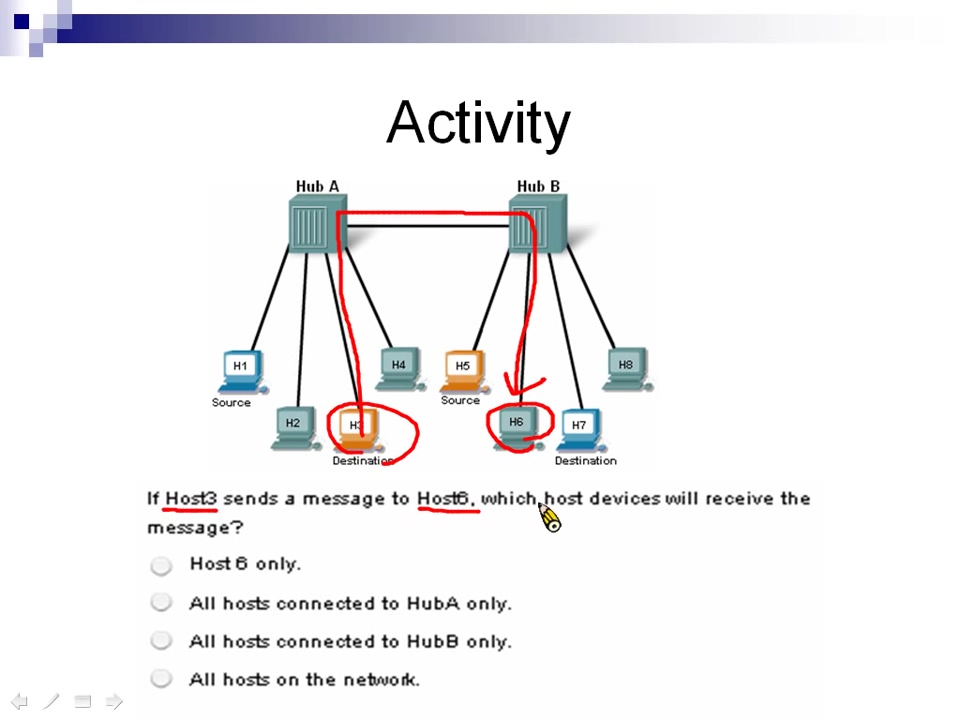 Activity
Hub A
Hub B
H1
H4
H5
H8
Source
Source
H2
H3
H6
H7
Destination
Destination
If Host3 sends a message to Host6, which host devices will receive the
message?
Host 6 only.
All hosts connected to HubA only.
All hosts connected to HubB only.
All hosts on the network.